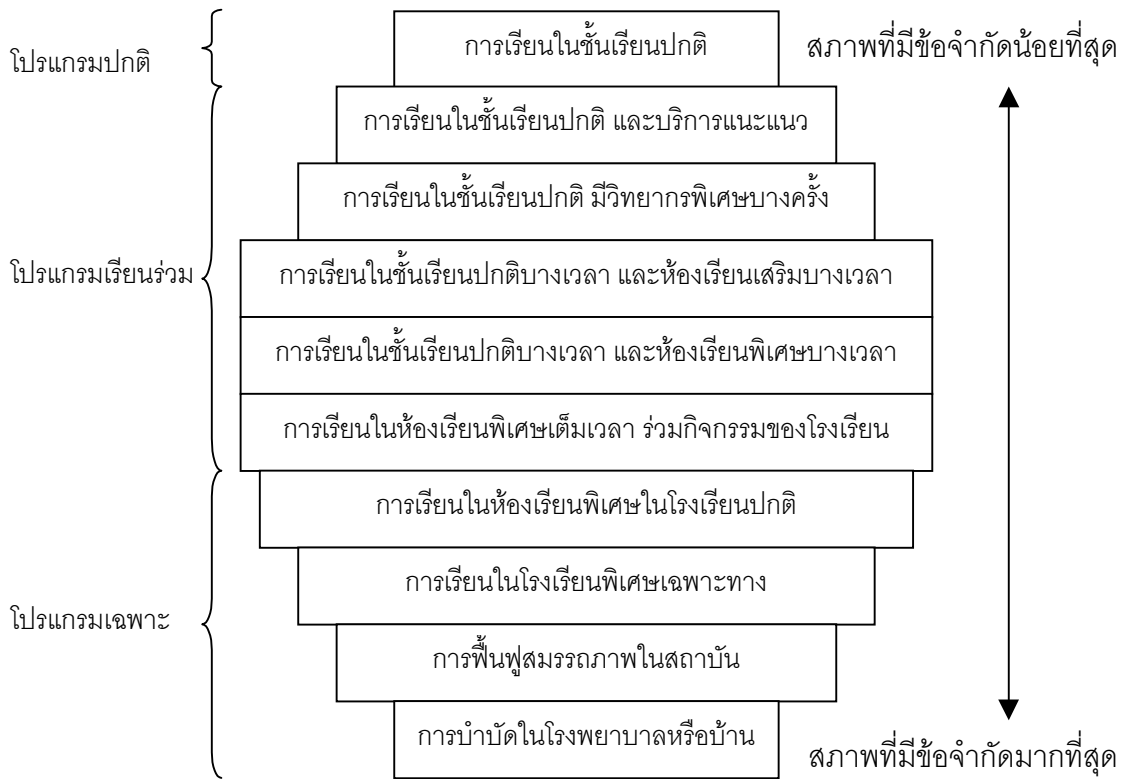 การเรียนในชั้นเรียนปกติ
สภาพที่มีข้อจำกัดน้อยที่สุด
โปรแกรมปกติ
การเรียนในชั้นเรียนปกติ และบริการแนะแนว
การเรียนในชั้นเรียนปกติ มีวิทยากรพิเศษบางครั้ง
โปรแกรมเรียนร่วม
การเรียนในชั้นเรียนปกติบางเวลา และห้องเรียนเสริมบางเวลา
การเรียนในชั้นเรียนปกติบางเวลา และห้องเรียนพิเศษบางเวลา
การเรียนในห้องเรียนพิเศษเต็มเวลา ร่วมกิจกรรมของโรงเรียน
การเรียนในห้องเรียนพิเศษในโรงเรียนปกติ
การเรียนในโรงเรียนพิเศษเฉพาะทาง
โปรแกรมเฉพาะ
การฟื้นฟูสมรรถภาพในสถาบัน
การบำบัดในโรงพยาบาลหรือบ้าน
สภาพที่มีข้อจำกัดมากที่สุด